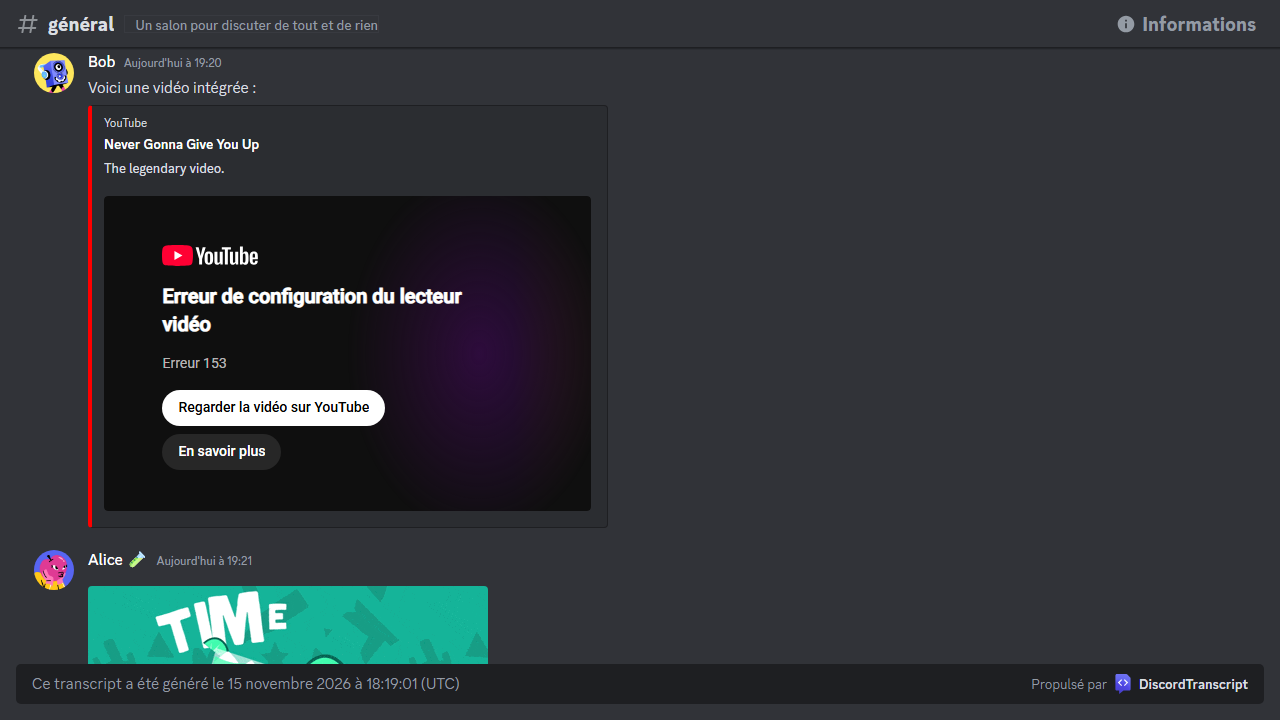 général Un salon pour discuter de tout et de rien
Informations
Bob Aujourd'hui à 19:20
Voici une vidéo intégrée :
YouTube
Never Gonna Give You Up
The legendary video.
YouTube
Erreur de configuration du lecteur
vidéo
Erreur 153
Regarder la vidéo sur YouTube
En savoir plus
Alice Aujourd'hui à 19:21
TIME
Ce transcript a été généré le 15 novembre 2026 à 18:19:01 (UTC)
Propulsé par DiscordTranscript